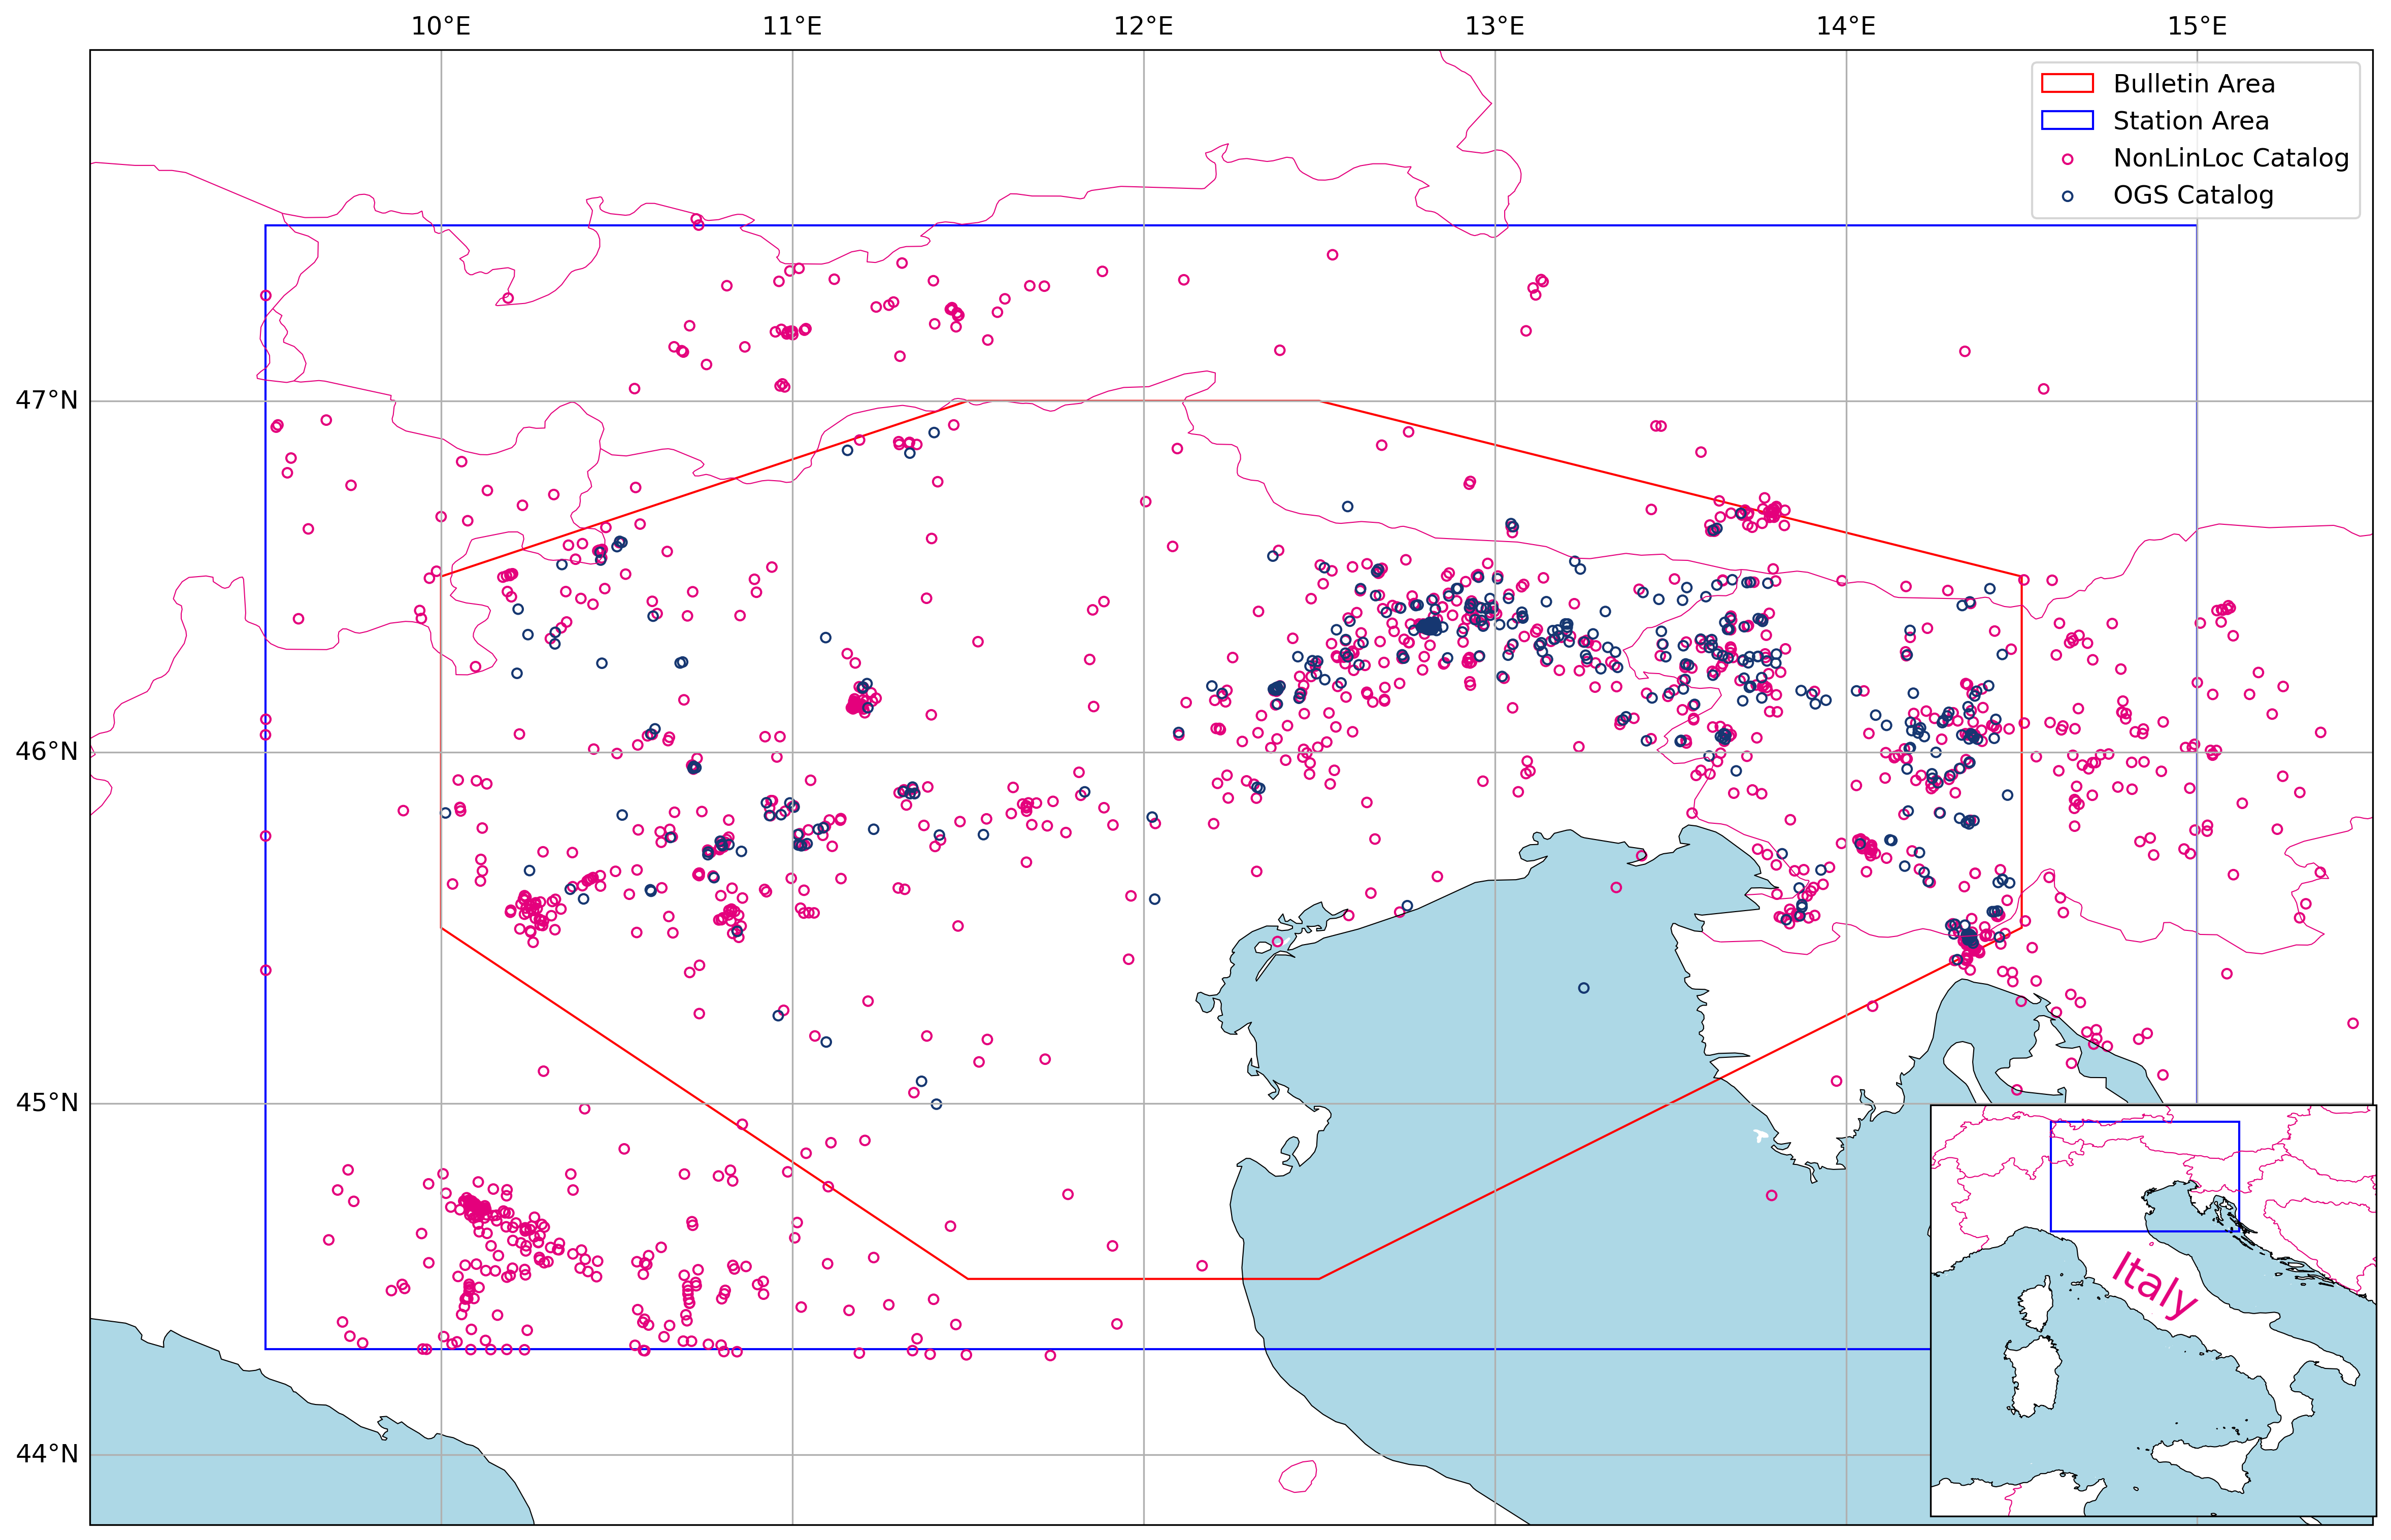 10°E 11°E 12°E 13°E 14°E 15°E
Bulletin Area
Station Area
NonLinLoc Catalog
OGS Catalog
47°N
46°N
45°N
44°N
Italy